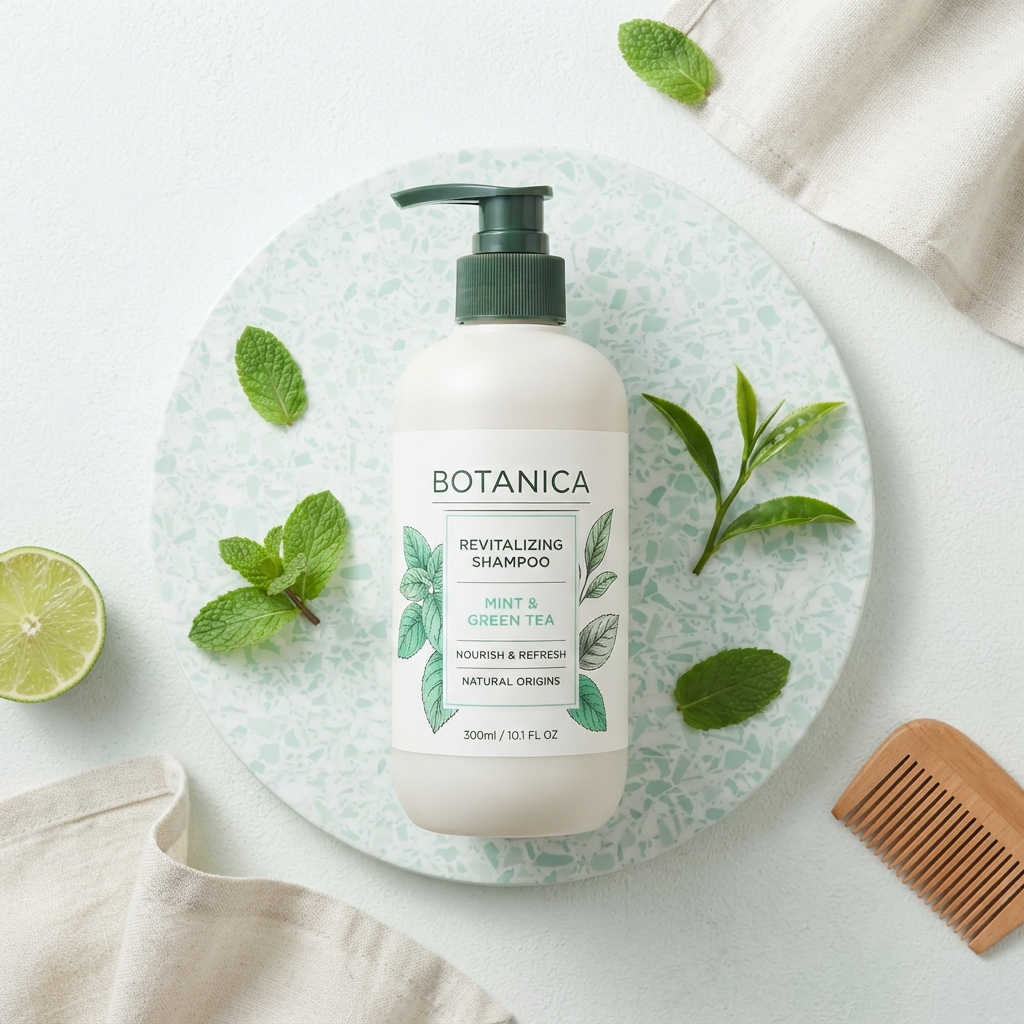 BOTANICA
REVITALIZING
SHAMPOO
MINT &
GREEN TEA
NOURISH & REFRESH
NATURAL ORIGINS
300ml / 10.1 FL OZ